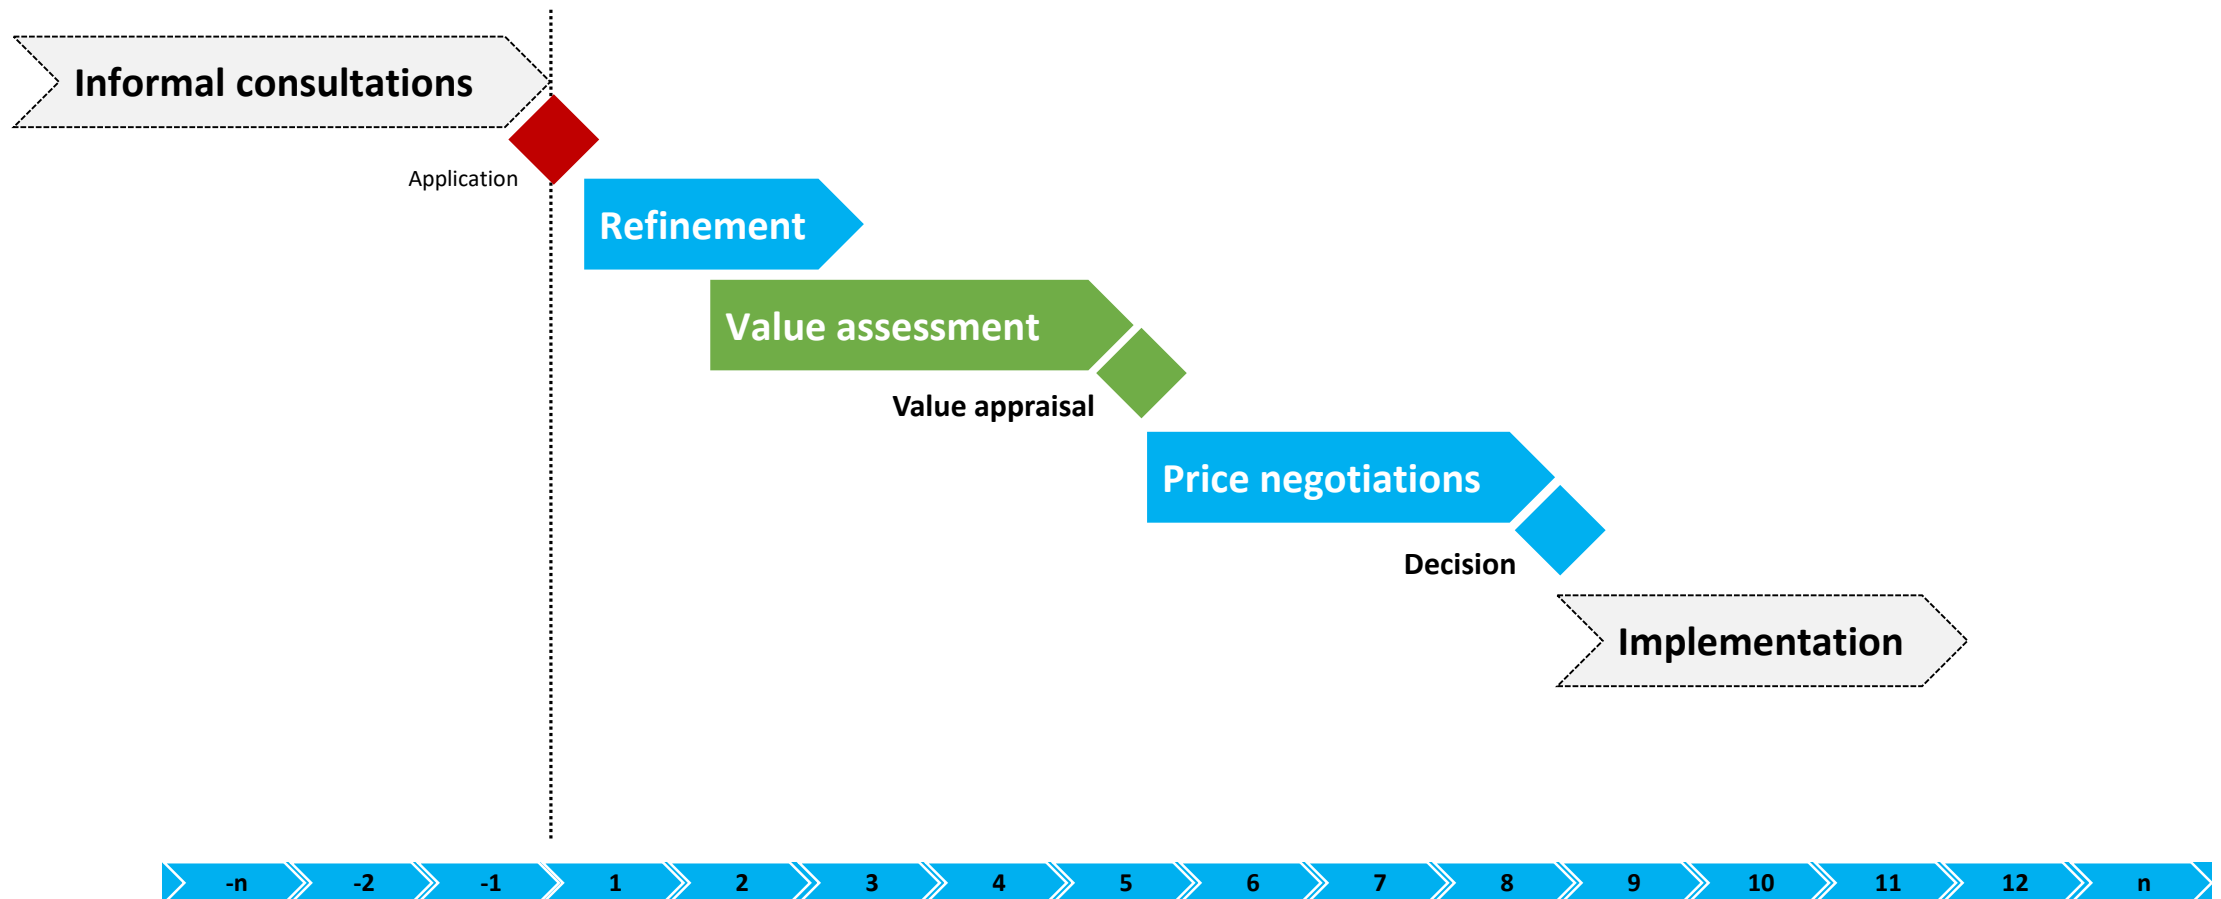 Informal consultations
Application
Refinement
Value assessment
Value appraisal
Price negotiations
Decision
Implementation
-n -2 -1 1 2 3 4 5 6 7 8 9 10 11 12 n